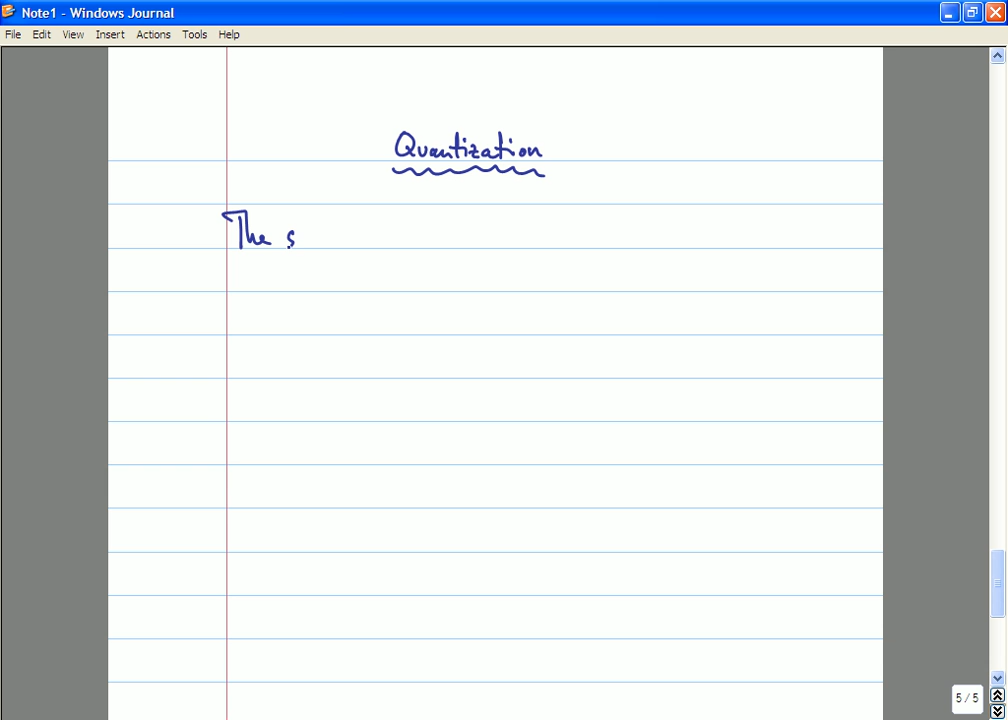 Note1 - Windows Journal
File Edit View Insert Actions Tools Help
Quantization
The s
5 / 5